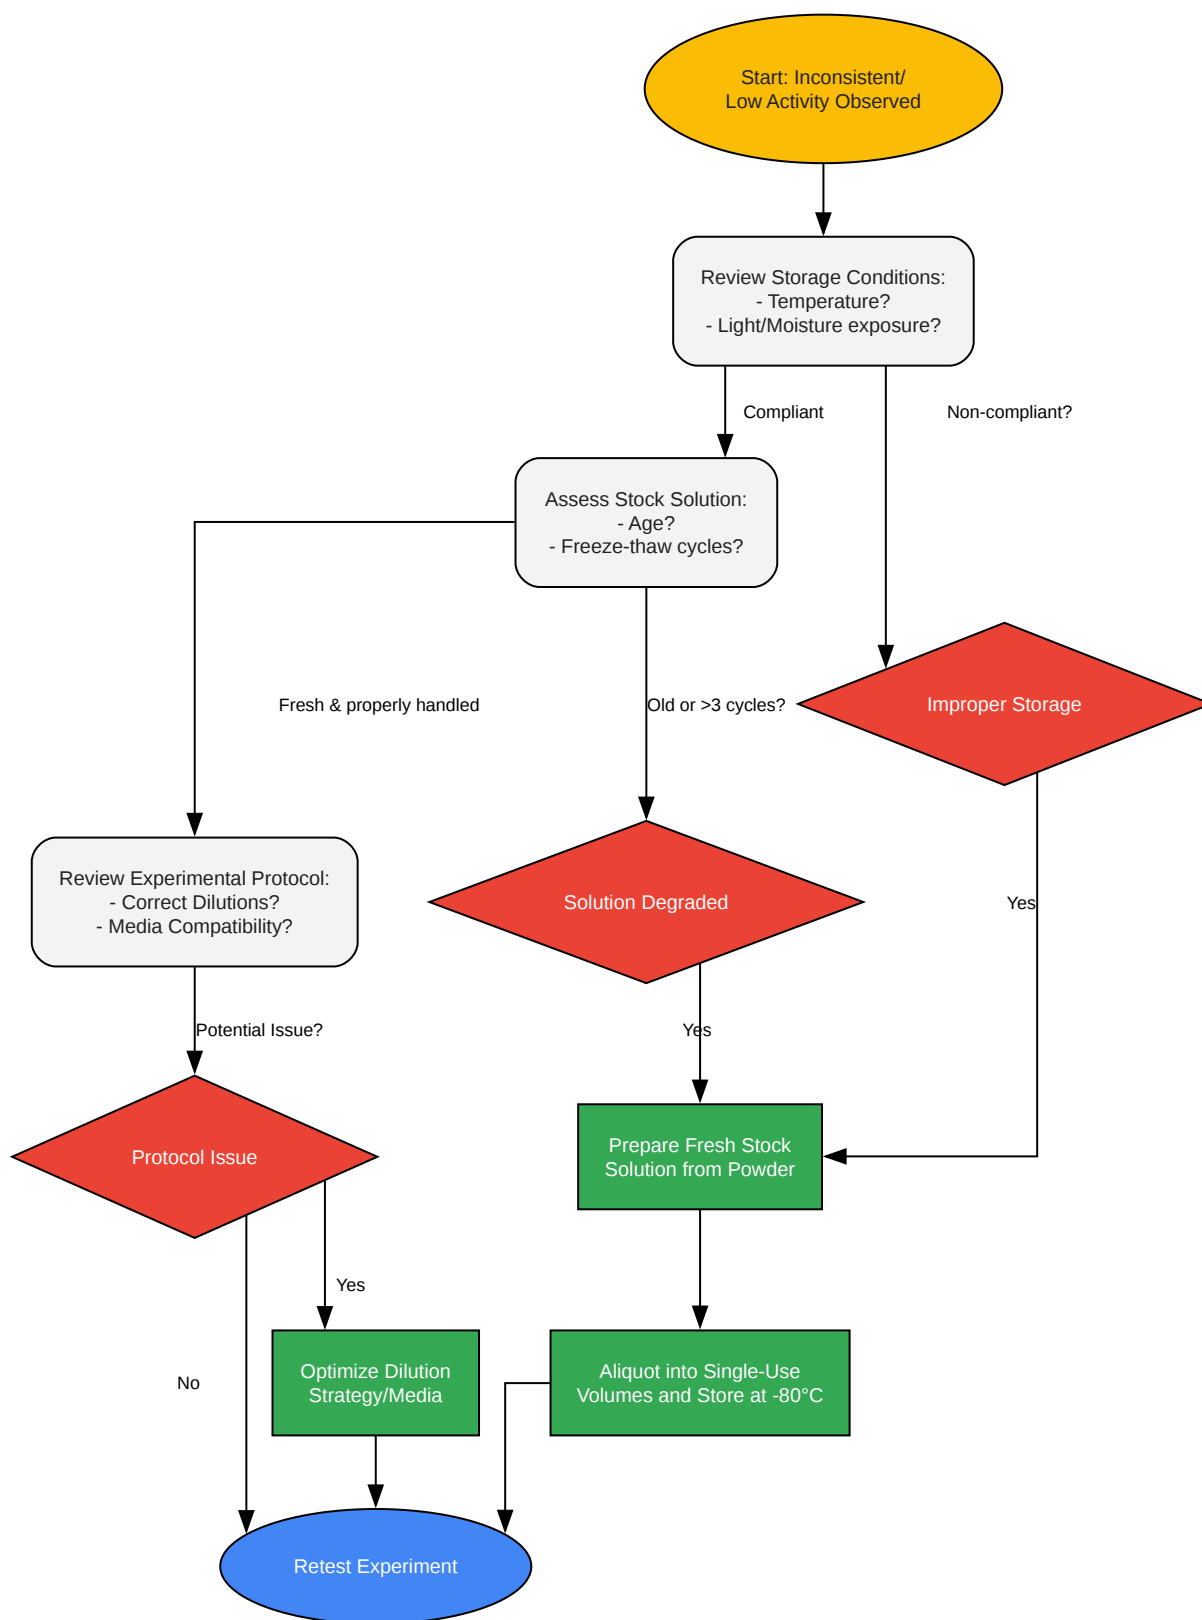 Start: Inconsistent/
Low Activity Observed
Review Storage Conditions:
- Temperature?
- Light/Moisture exposure?
Compliant
Non-compliant?
Assess Stock Solution:
- Age?
- Freeze-thaw cycles?
Fresh & properly handled
Old or >3 cycles?
Improper Storage
Review Experimental Protocol:
- Correct Dilutions?
- Media Compatibility?
Solution Degraded
Yes
Potential Issue?
Yes
Protocol Issue
Prepare Fresh Stock
Solution from Powder
Yes
No
Optimize Dilution
Strategy/Media
Aliquot into Single-Use
Volumes and Store at -80°C
Retest Experiment